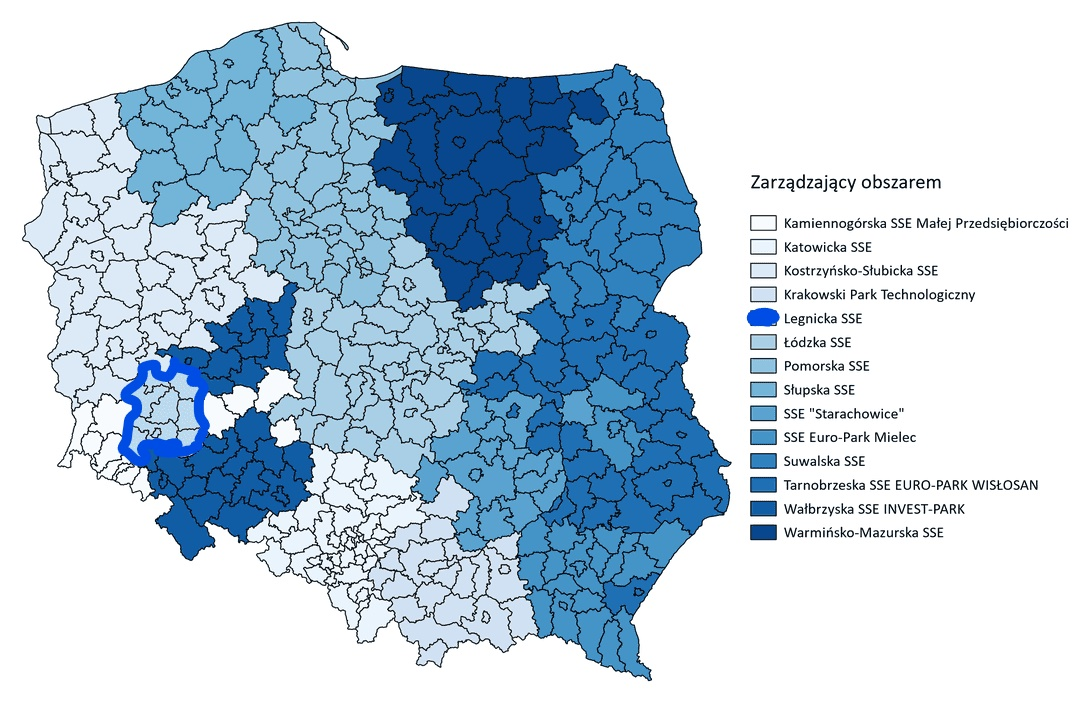 Zarządzający obszarem
Kamiennogórska SSE Małej Przedsiębiorczości
Katowicka SSE
Kostrzyńsko-Słubicka SSE
Krakowski Park Technologiczny
Legnicka SSE
Łódzka SSE
Pomorska SSE
Słupska SSE
SSE "Starachowice"
SSE Euro-Park Mielec
Suwalska SSE
Tarnobrzeska SSE EURO-PARK WISŁOSAN
Wałbrzyska SSE INVEST-PARK
Warmińsko-Mazurska SSE